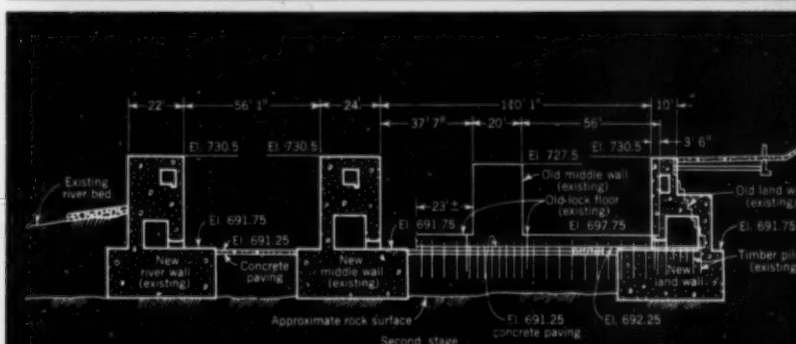 22' 56' 1" 24' 110' 1" 10'
37' 7" 20' 56'
El. 730.5 El. 730.5 El. 727.5 El. 730.5 3' 6"
Existing
river bed
Old middle wall
(existing)
Old lock floor
(existing)
Old land
(existing)
23' ±
El. 691.75
El. 691.25
El. 691.75
El. 697.75
El. 691.75
Concrete
paving
New
river wall
(existing)
New
middle wall
(existing)
New
land wall
Timber
(existing)
Approximate rock surface
El. 691.25
concrete paving
El. 692.25
Second stage